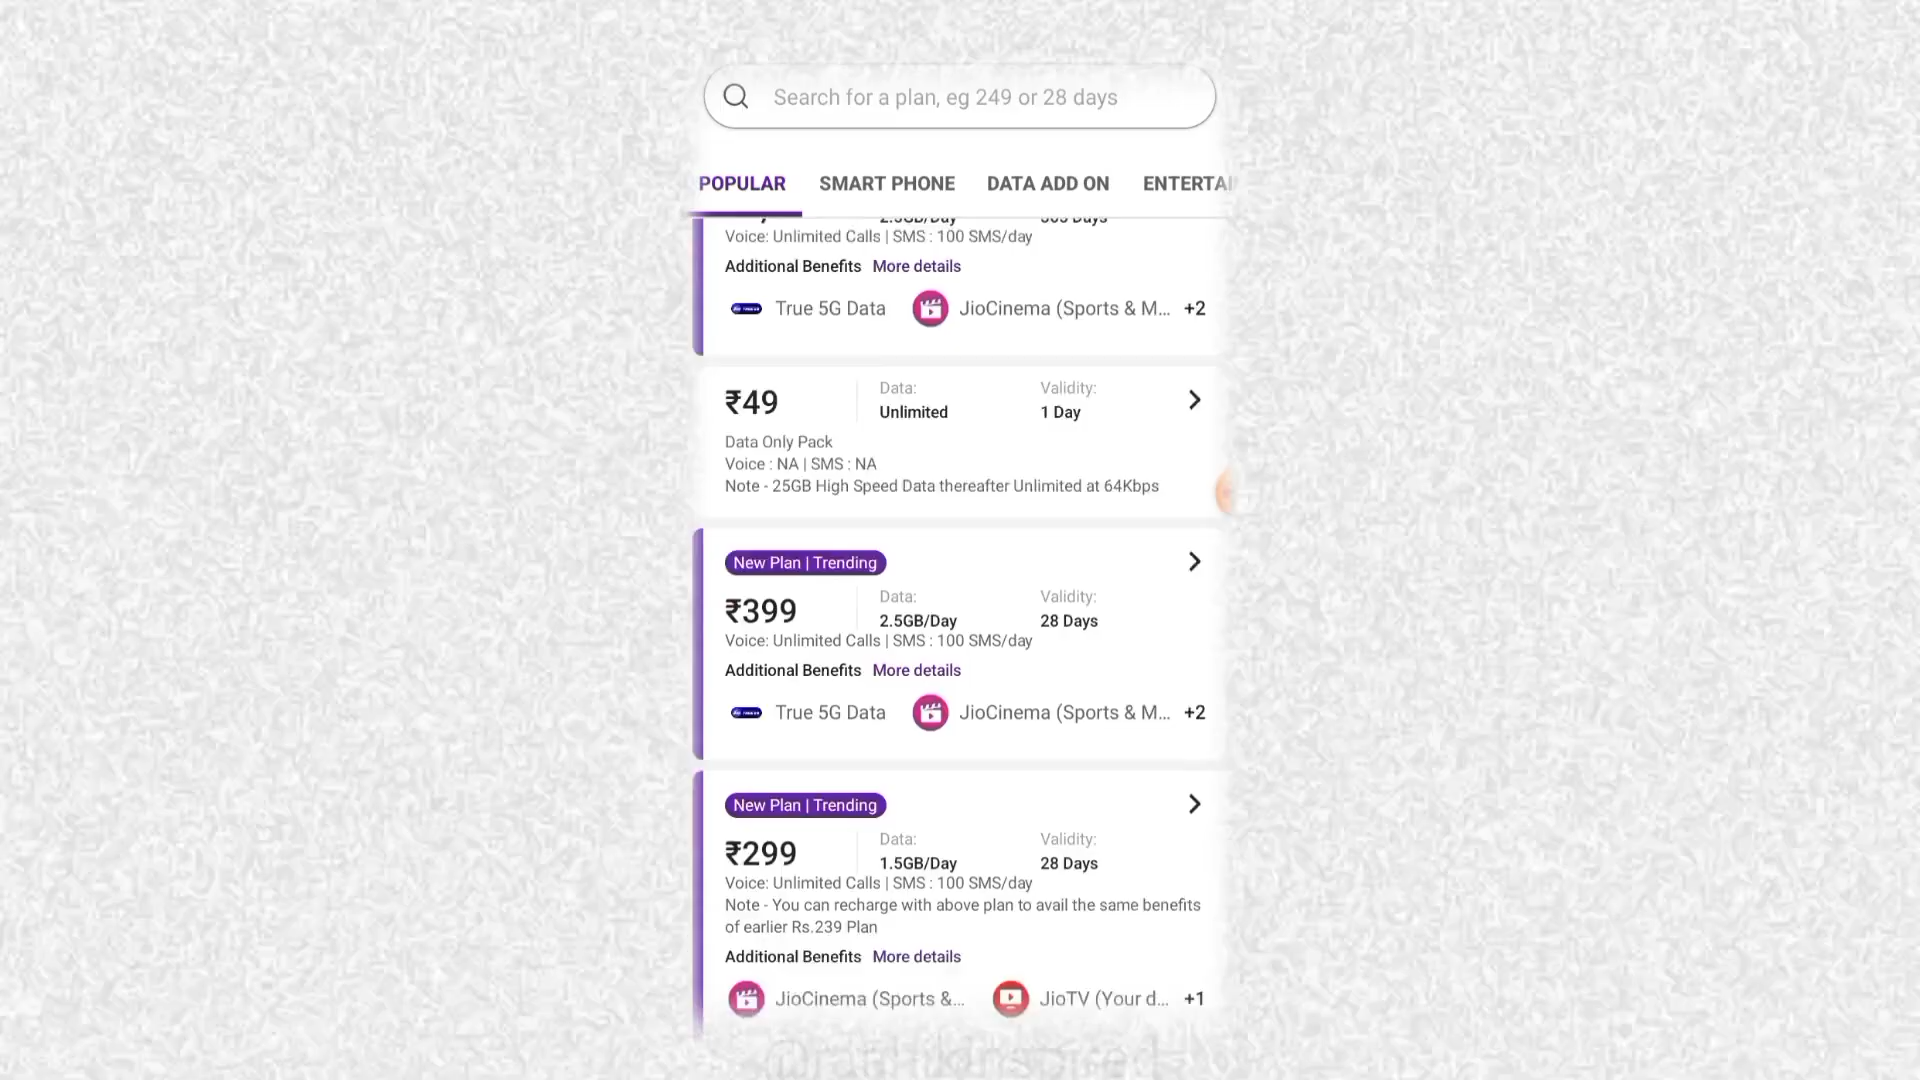 Search for a plan, eg 249 or 28 days
POPULAR SMART PHONE DATA ADD ON ENTERTAI
Voice: Unlimited Calls | SMS : 100 SMS/day
Additional Benefits More details
True 5G Data JioCinema (Sports & M... +2
₹49
Data:
Unlimited
Validity:
1 Day
Data Only Pack
Voice : NA | SMS : NA
Note - 25GB High Speed Data thereafter Unlimited at 64Kbps
New Plan | Trending
₹399
Data:
2.5GB/Day
Validity:
28 Days
Voice: Unlimited Calls | SMS : 100 SMS/day
Additional Benefits More details
True 5G Data JioCinema (Sports & M... +2
New Plan | Trending
₹299
Data:
1.5GB/Day
Validity:
28 Days
Voice: Unlimited Calls | SMS : 100 SMS/day
Note - You can recharge with above plan to avail the same benefits
of earlier Rs.239 Plan
Additional Benefits More details
JioCinema (Sports &... JioTV (Your d... +1